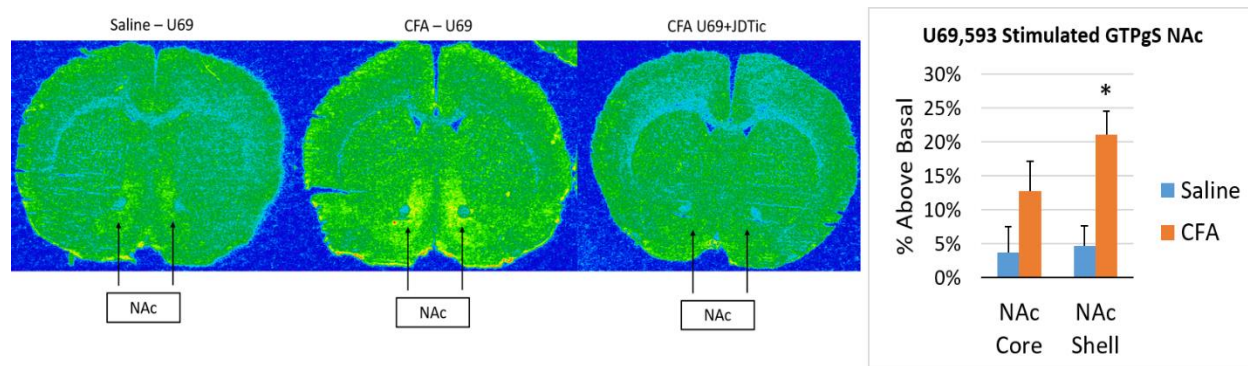 Saline – U69
CFA – U69
CFA U69+JDTic
NAc
NAc
NAc
U69,593 Stimulated GTPgS NAc
% Above Basal
30%
25%
20%
15%
10%
5%
0%
*
NAc
Core
NAc
Shell
Saline
CFA